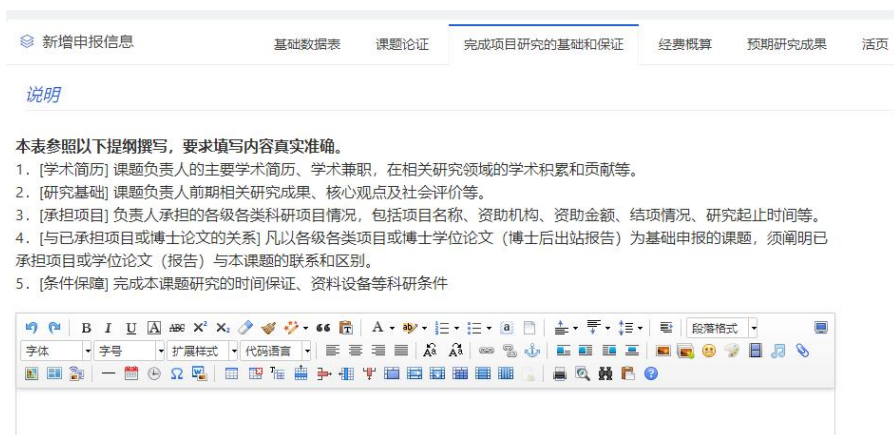 新增申报信息 基础数据表 课题论证 完成项目研究的基础和保证 经费概算 预期研究成果 活页
说明
本表参照以下提纲撰写，要求填写内容真实准确。
1. [学术简历] 课题负责人的主要学术简历、学术兼职，在相关研究领域的学术积累和贡献等。
2. [研究基础] 课题负责人前期相关研究成果、核心观点及社会评价等。
3. [承担项目] 负责人承担的各级各类科研项目情况，包括项目名称、资助机构、资助金额、结项情况、研究起止时间等。
4. [与已承担项目或博士论文的关系] 凡以各级各类项目或博士学位论文（博士后出站报告）为基础申报的课题，须阐明已
承担项目或学位论文（报告）与本课题的联系和区别。
5. [条件保障] 完成本课题研究的时间保证、资料设备等科研条件
B I U A ABC X² X₂ A a 段落格式
字体 字号 扩展样式 代码语言 Aa Aa
Ω